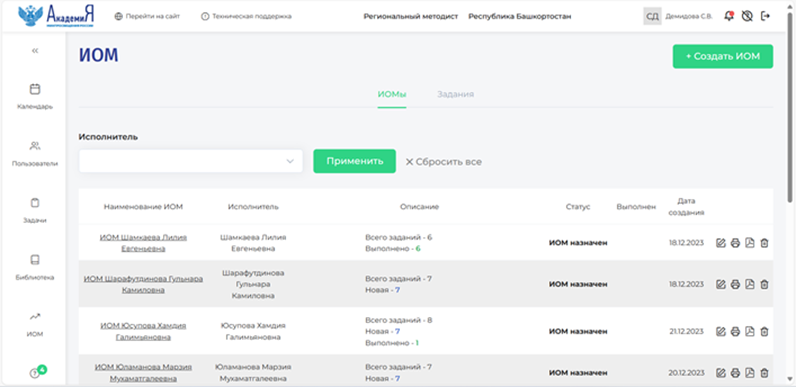 АкадемиЯ
МИНПРОСВЕЩЕНИЯ РОССИИ
Перейти на сайт
Техническая поддержка
Региональный методист Республика Башкортостан
СД Демидова С.В.
«
ИОМ
+ Создать ИОМ
Календарь
ИОМы Задания
Пользователи
Исполнитель
Применить × Сбросить все
Задачи
Библиотека
ИОМ
4
Наименование ИОМ Исполнитель Описание Статус Выполнен Дата
создания
ИОМ Шамкаева Лилия
Евгеньевна
Шамкаева Лилия
Евгеньевна
Всего заданий - 6
Выполнено - 6
ИОМ назначен
18.12.2023
ИОМ Шарафутдинова Гульнара
Камиловна
Шарафутдинова
Гульнара
Камиловна
Всего заданий - 7
Новая - 7
ИОМ назначен
18.12.2023
ИОМ Юсупова Хамдия
Галимьяновна
Юсупова Хамдия
Галимьяновна
Всего заданий - 8
Новая - 7
Выполнено - 1
ИОМ назначен
21.12.2023
ИОМ Юламанова Марзия
Мухаматгалеевна
Юламанова Марзия
Мухаматгалеевна
Всего заданий - 7
Новая - 7
ИОМ назначен
20.12.2023